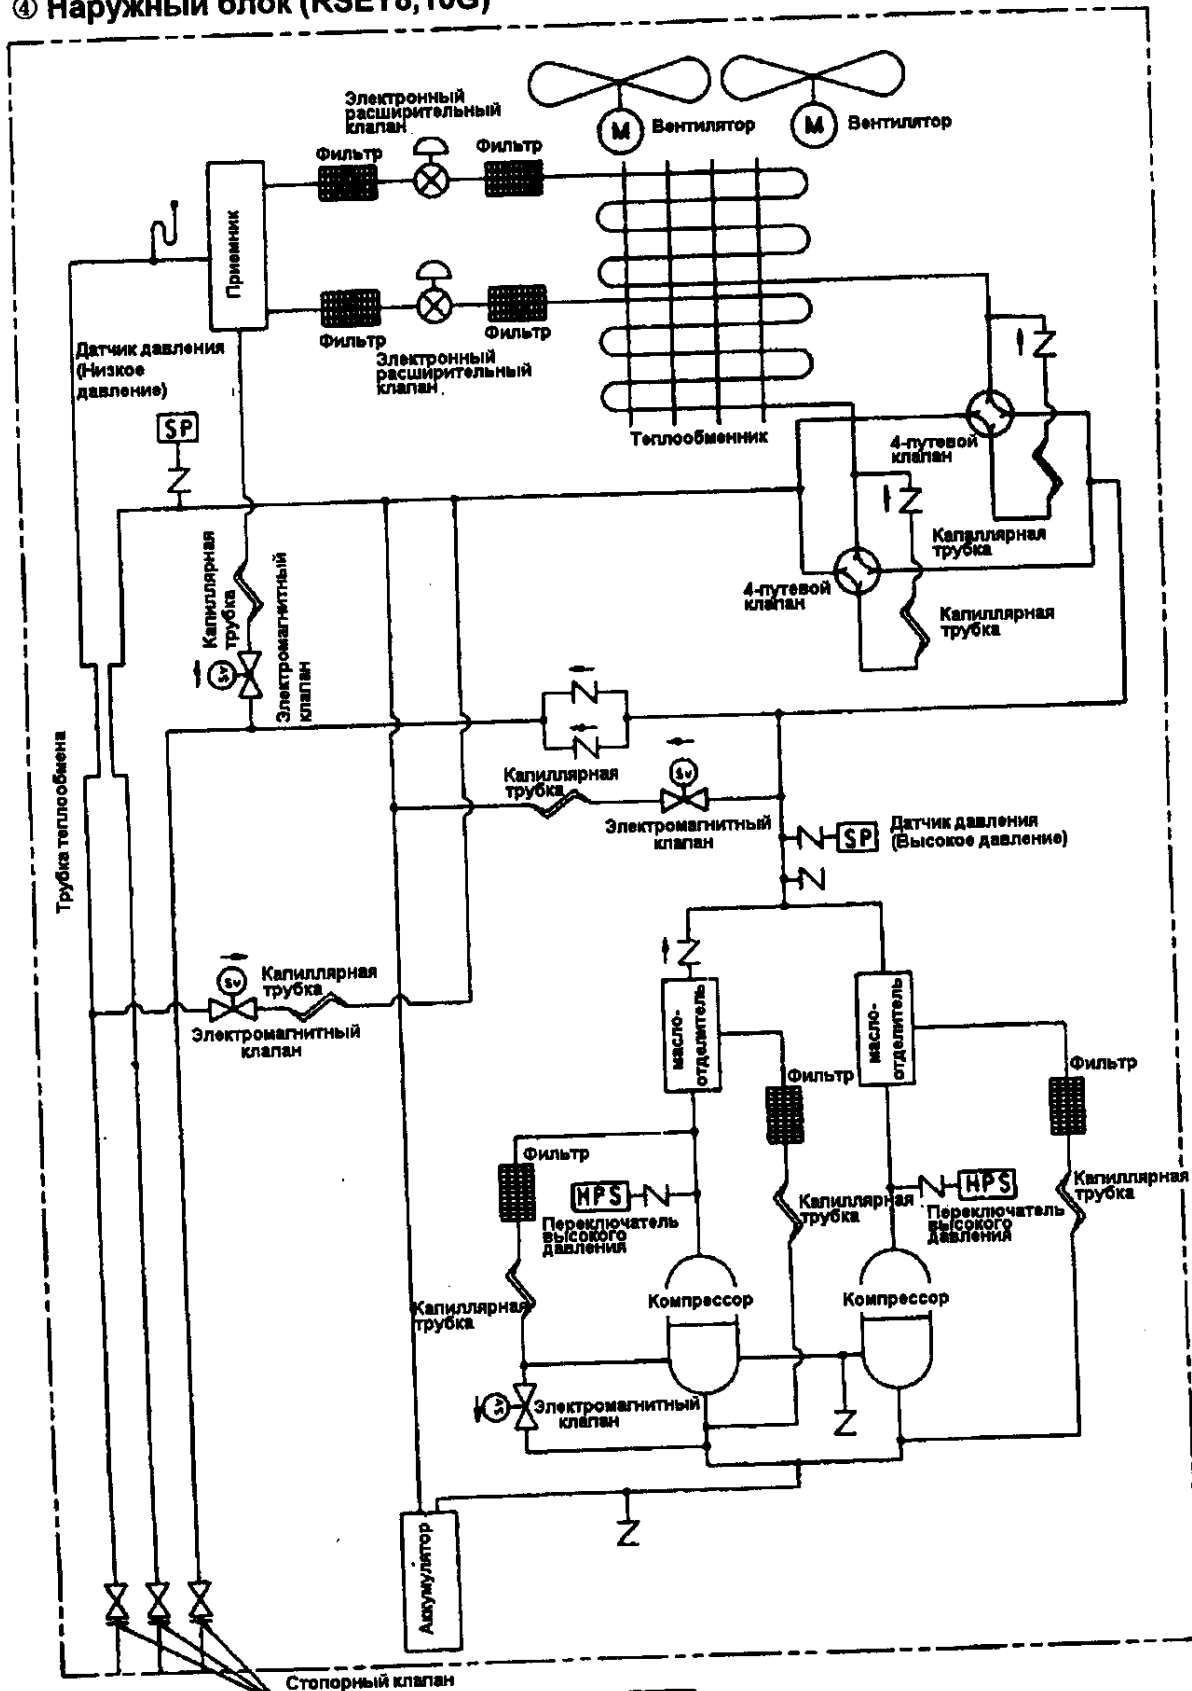 ④ Наружный блок (RSEY8,10G)
Электронный
расширительный
клапан
Фильтр
Фильтр
M
Вентилятор
M
Вентилятор
Приемник
Фильтр
Фильтр
Электронный
расширительный
клапан
Датчик давления
(Низкое
давление)
SP
Теплообменник
4-путевой
клапан
Капиллярная
трубка
4-путевой
клапан
Капиллярная
трубка
Капиллярная
трубка
Sv
Электромагнитный
клапан
Трубка теплообмена
Капиллярная
трубка
Sv
Электромагнитный
клапан
SP
Датчик давления
(Высокое давление)
Sv
Капиллярная
трубка
Электромагнитный
клапан
масло-
отделитель
масло-
отделитель
Фильтр
Фильтр
Фильтр
HPS
Переключатель
высокого
давления
Капиллярная
трубка
HPS
Переключатель
высокого
давления
Капиллярная
трубка
Капиллярная
трубка
Компрессор
Компрессор
Sv
Электромагнитный
клапан
Аккумулятор
Стопорный клапан